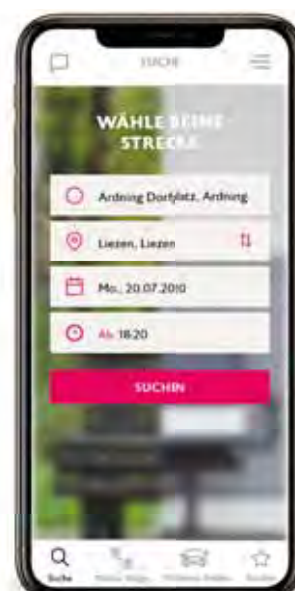 SUCHE
WÄHLE DEINE
STRECKE
Ardning Dorfplatz, Ardning
Liezen, Liezen
Mo., 20.07.2010
Ab 18:20
SUCHEN
Suche